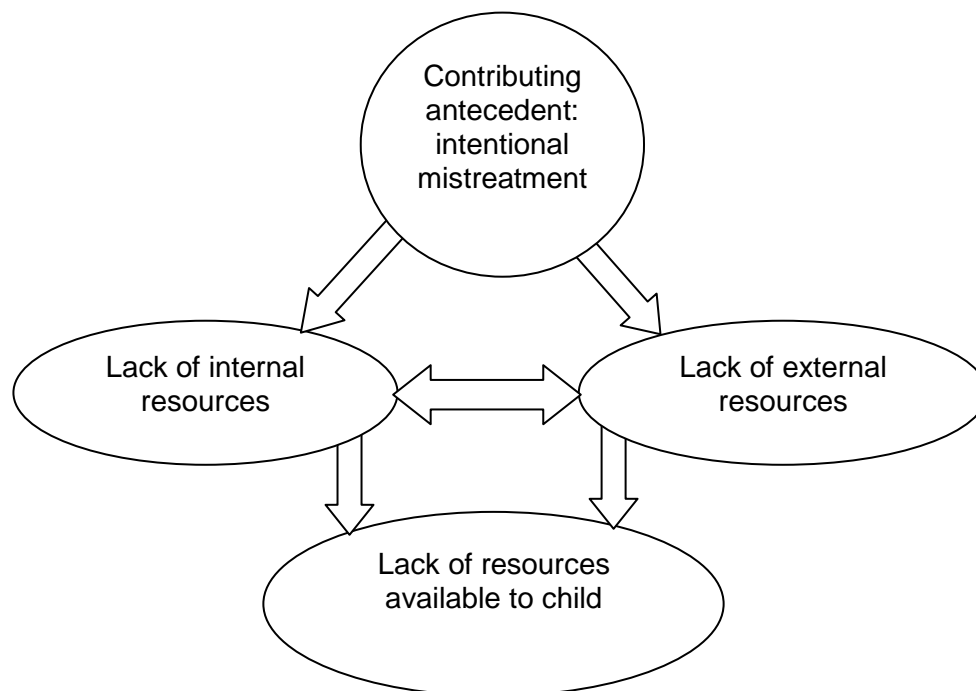 Contributing
antecedent:
intentional
mistreatment
Lack of internal
resources
Lack of external
resources
Lack of resources
available to child